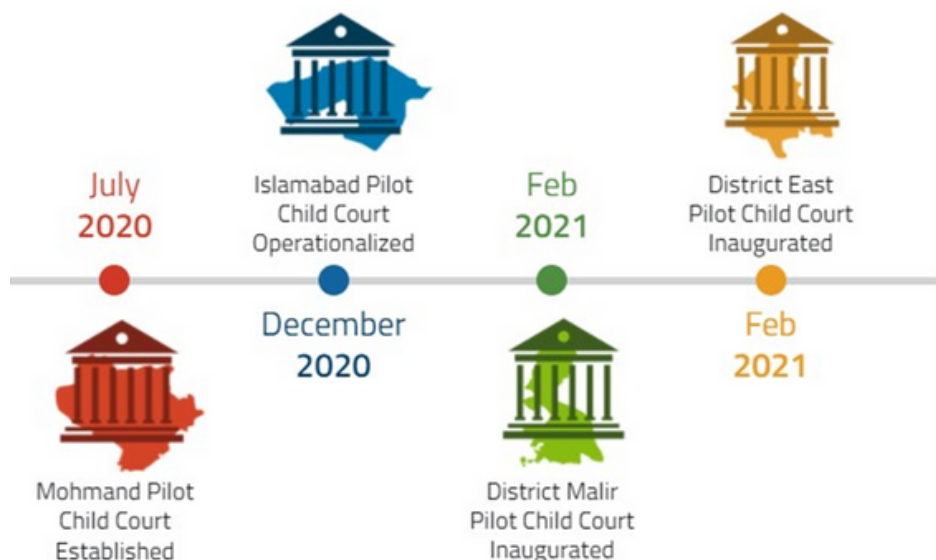 July
2020
Mohmand Pilot
Child Court
Established
Islamabad Pilot
Child Court
Operationalized
December
2020
Feb
2021
District Malir
Pilot Child Court
Inaugurated
District East
Pilot Child Court
Inaugurated
Feb
2021